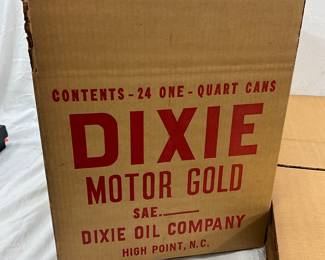 CONTENTS - 24 ONE - QUART CANS
DIXIE
MOTOR GOLD
SAE.
DIXIE OIL COMPANY
HIGH POINT, N.C.